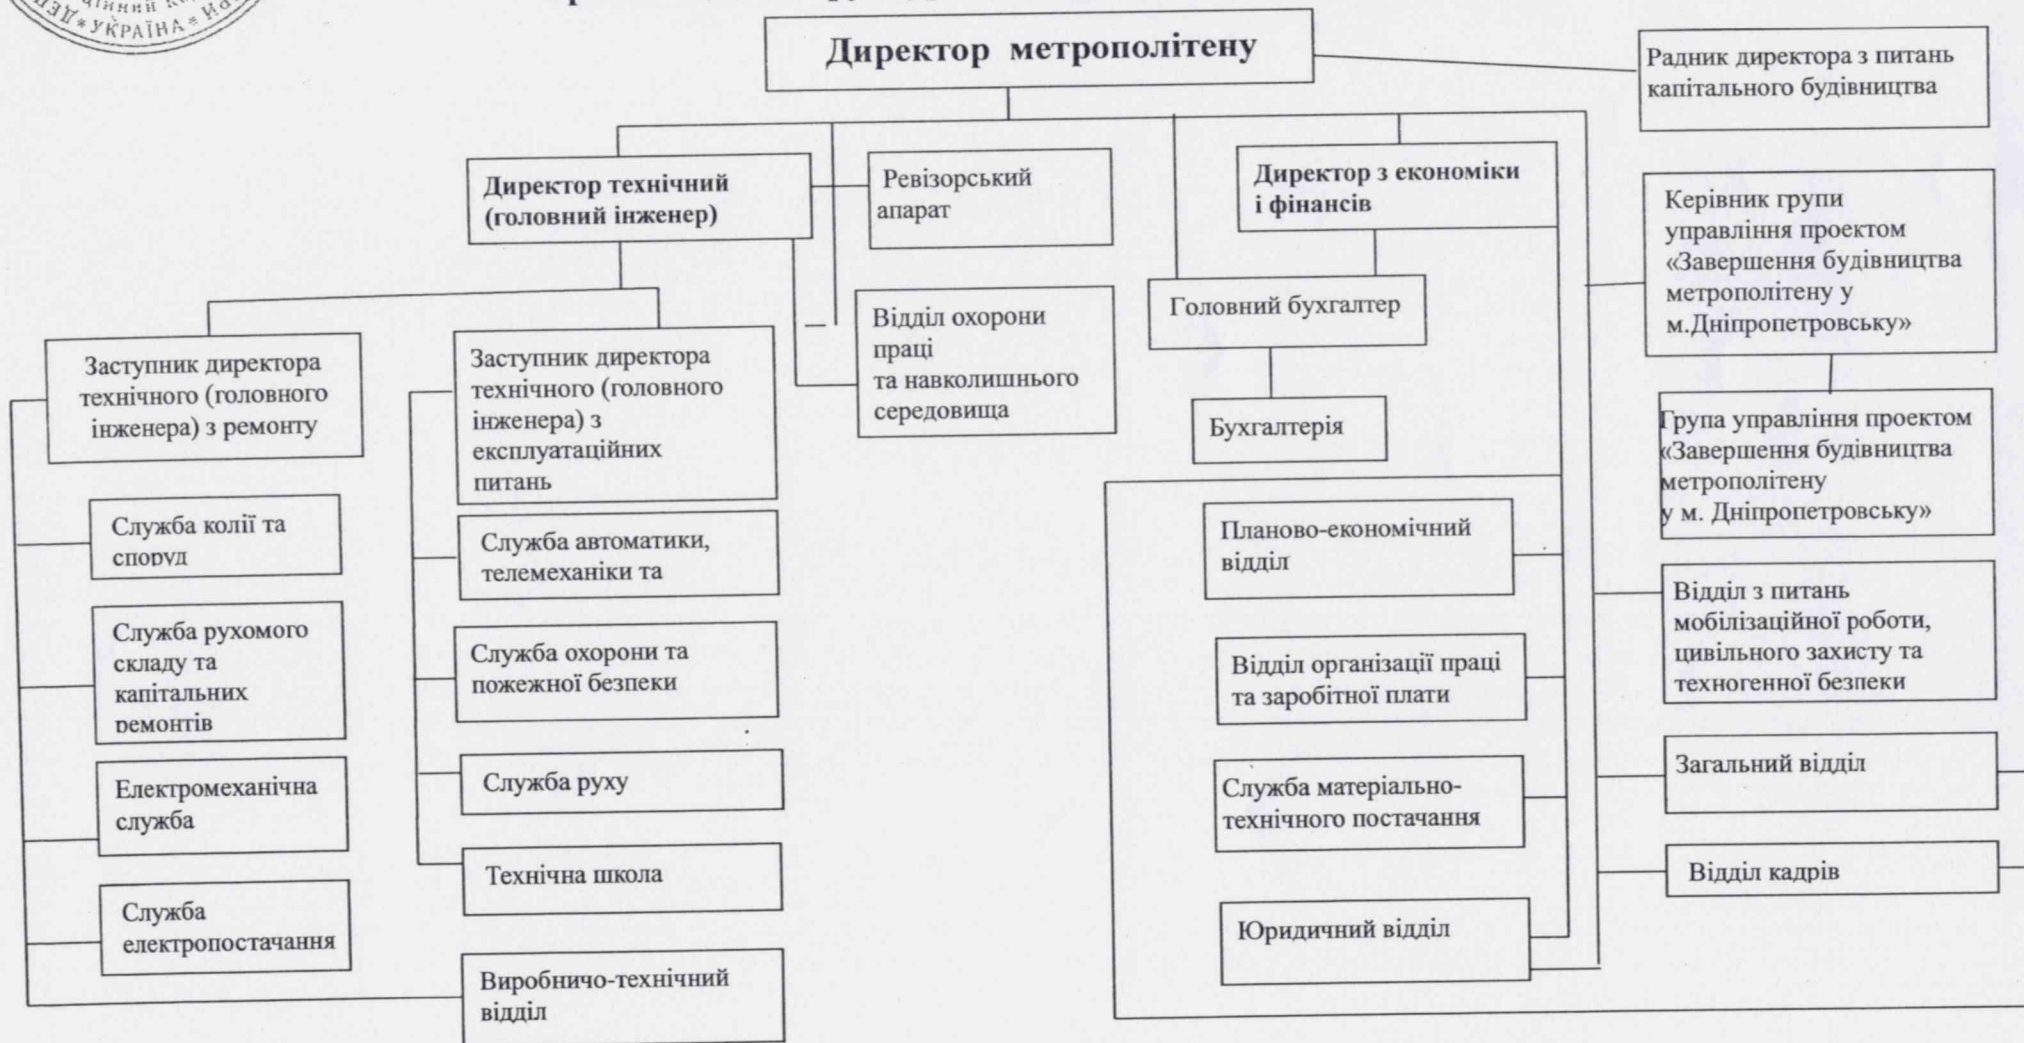 УКРАЇНА
Директор метрополітену
Радник директора з питань
капітального будівництва
Директор технічний
(головний інженер)
Ревізорський
апарат
Директор з економіки
і фінансів
Керівник групи
управління проектом
«Завершення будівництва
метрополітену у
м.Дніпропетровську»
Відділ охорони
праці
та навколишнього
середовища
Головний бухгалтер
Бухгалтерія
Заступник директора
технічного (головного
інженера) з ремонту
Заступник директора
технічного (головного
інженера) з
експлуатаційних
питань
Група управління проектом
«Завершення будівництва
метрополітену
у м. Дніпропетровську»
Служба колії та
споруд
Служба автоматики,
телемеханіки та
Планово-економічний
відділ
Відділ з питань
мобілізаційної роботи,
цивільного захисту та
техногенної безпеки
Служба рухомого
складу та
капітальних
ремонтів
Служба охорони та
пожежної безпеки
Відділ організації праці
та заробітної плати
Електромеханічна
служба
Служба руху
Служба матеріально-
технічного постачання
Загальний відділ
Служба
електропостачання
Технічна школа
Юридичний відділ
Відділ кадрів
Виробничо-технічний
відділ